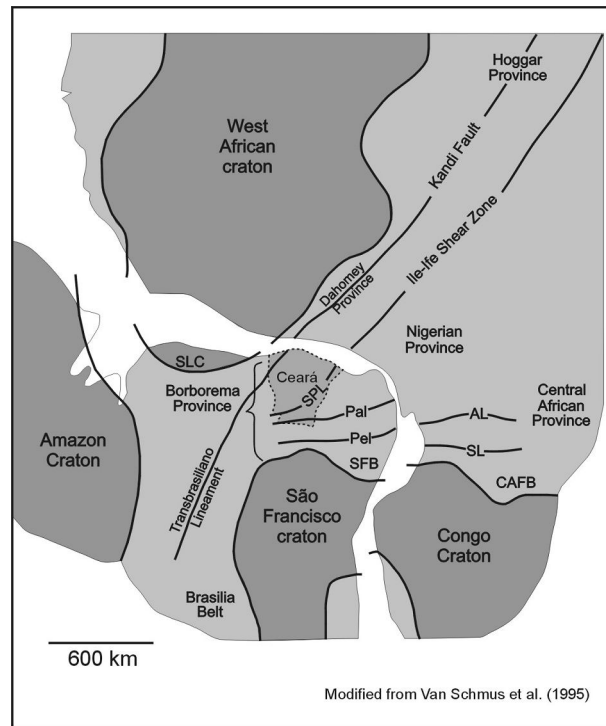 Hoggar
Province
West
African
craton
Kandi Fault
Ile-Ife Shear Zone
Dahomey
Province
Nigerian
Province
SLC
Ceará
Borborema
Province
SPL
Pal
AL
Central
African
Province
Amazon
Craton
Pel
SL
SFB
CAFB
Transbrasiliano
Lineament
São
Francisco
craton
Congo
Craton
Brasilia
Belt
600 km
Modified from Van Schmus et al. (1995)